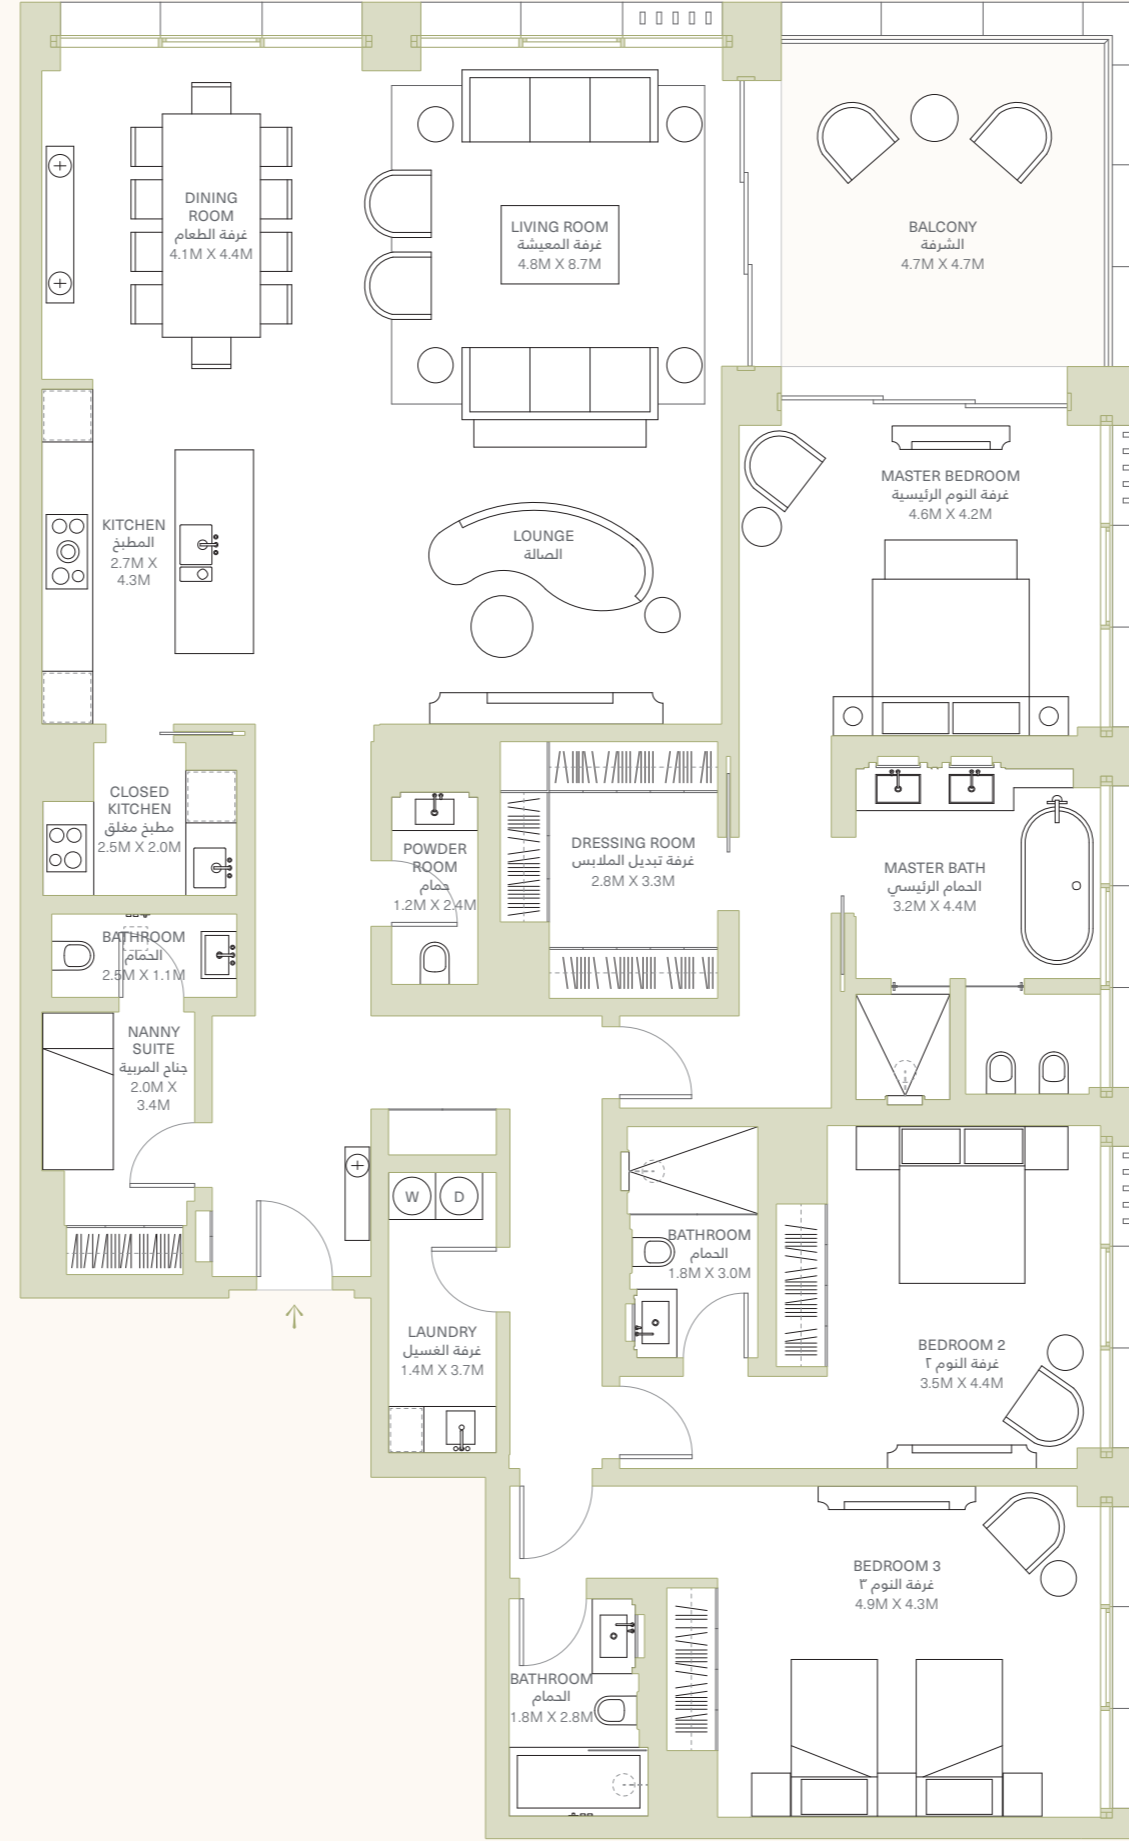 DINING
ROOM
غرفة الطعام
4.1M X 4.4M
LIVING ROOM
غرفة المعيشة
4.8M X 8.7M
BALCONY
الشرفة
4.7M X 4.7M
MASTER BEDROOM
غرفة النوم الرئيسية
4.6M X 4.2M
KITCHEN
المطبخ
2.7M X
4.3M
LOUNGE
الصالة
CLOSED
KITCHEN
مطبخ مغلق
2.5M X 2.0M
POWDER
ROOM
حمام
1.2M X 2.4M
DRESSING ROOM
غرفة تبديل الملابس
2.8M X 3.3M
MASTER BATH
الحمام الرئيسي
3.2M X 4.4M
BATHROOM
الحمام
2.5M X 1.1M
NANNY
SUITE
جناح المربية
2.0M X
3.4M
W
D
BATHROOM
الحمام
1.8M X 3.0M
LAUNDRY
غرفة الغسيل
1.4M X 3.7M
BEDROOM 2
غرفة النوم ٢
3.5M X 4.4M
BEDROOM 3
غرفة النوم ٣
4.9M X 4.3M
BATHROOM
الحمام
1.8M X 2.8M